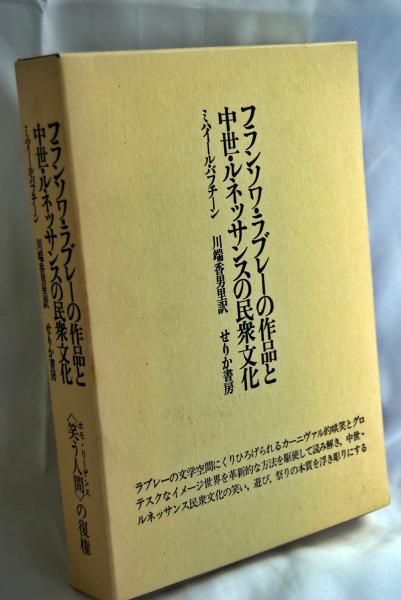 フランソワ・ラブレーの作品と
中世・ルネッサンスの民衆文化
ミハイール・バフチーン
川端香男里訳
せりか書房
ラブレーの文学空間にくりひろげられるカーニヴァル的哄笑とグロ
テスクなイメージ世界を革新的な方法を駆使して読み解き，中世・
ルネッサンス民衆文化の笑い，遊び，祭りの本質を浮き彫りにする
フランソワ・ラブレーの作品と
中世・ルネッサンスの民衆文化
ミハイール・バフチーン
川端香男里訳
せりか書房
ホモ・リーデンス
〈笑う人間〉の復権